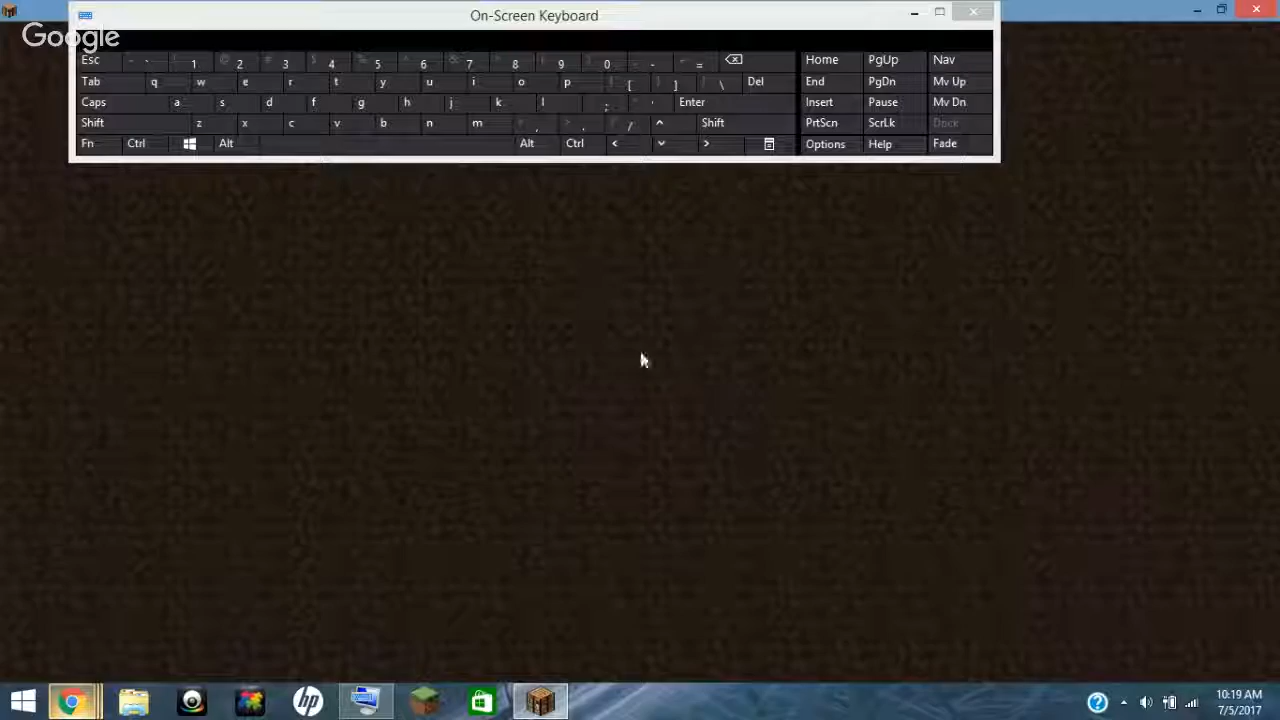 On-Screen Keyboard
Google
Esc ` 1 2 3 4 5 6 7 8 9 0 - = Home PgUp Nav
Tab q w e r t y u i o p [ ] \ Del End PgDn Mv Up
Caps a s d f g h j k l ; ' Enter Insert Pause Mv Dn
Shift z x c v b n m , . / ^ Shift PrtScn ScrLk Dock
Fn Ctrl Alt Alt Ctrl < > Options Help Fade
hp
?
10:19 AM
7/5/2017